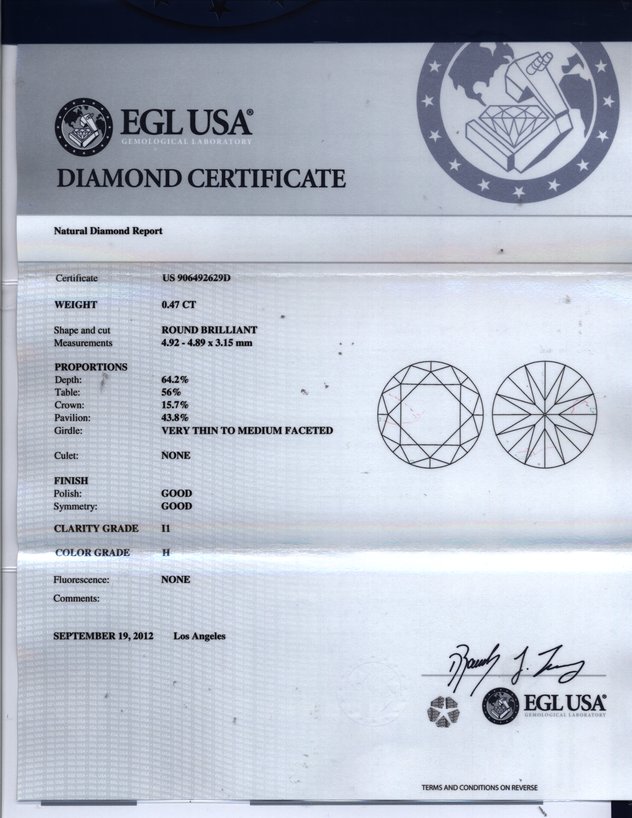 EGL USA®
GEMOLOGICAL LABORATORY
DIAMOND CERTIFICATE
Natural Diamond Report
Certificate US 906492629D
WEIGHT 0.47 CT
Shape and cut ROUND BRILLIANT
Measurements 4.92 - 4.89 x 3.15 mm
PROPORTIONS
Depth: 64.2%
Table: 56%
Crown: 15.7%
Pavilion: 43.8%
Girdle: VERY THIN TO MEDIUM FACETED
Culet: NONE
FINISH
Polish: GOOD
Symmetry: GOOD
CLARITY GRADE I1
COLOR GRADE H
Fluorescence: NONE
Comments:
SEPTEMBER 19, 2012 Los Angeles
EGL USA®
GEMOLOGICAL LABORATORY
TERMS AND CONDITIONS ON REVERSE